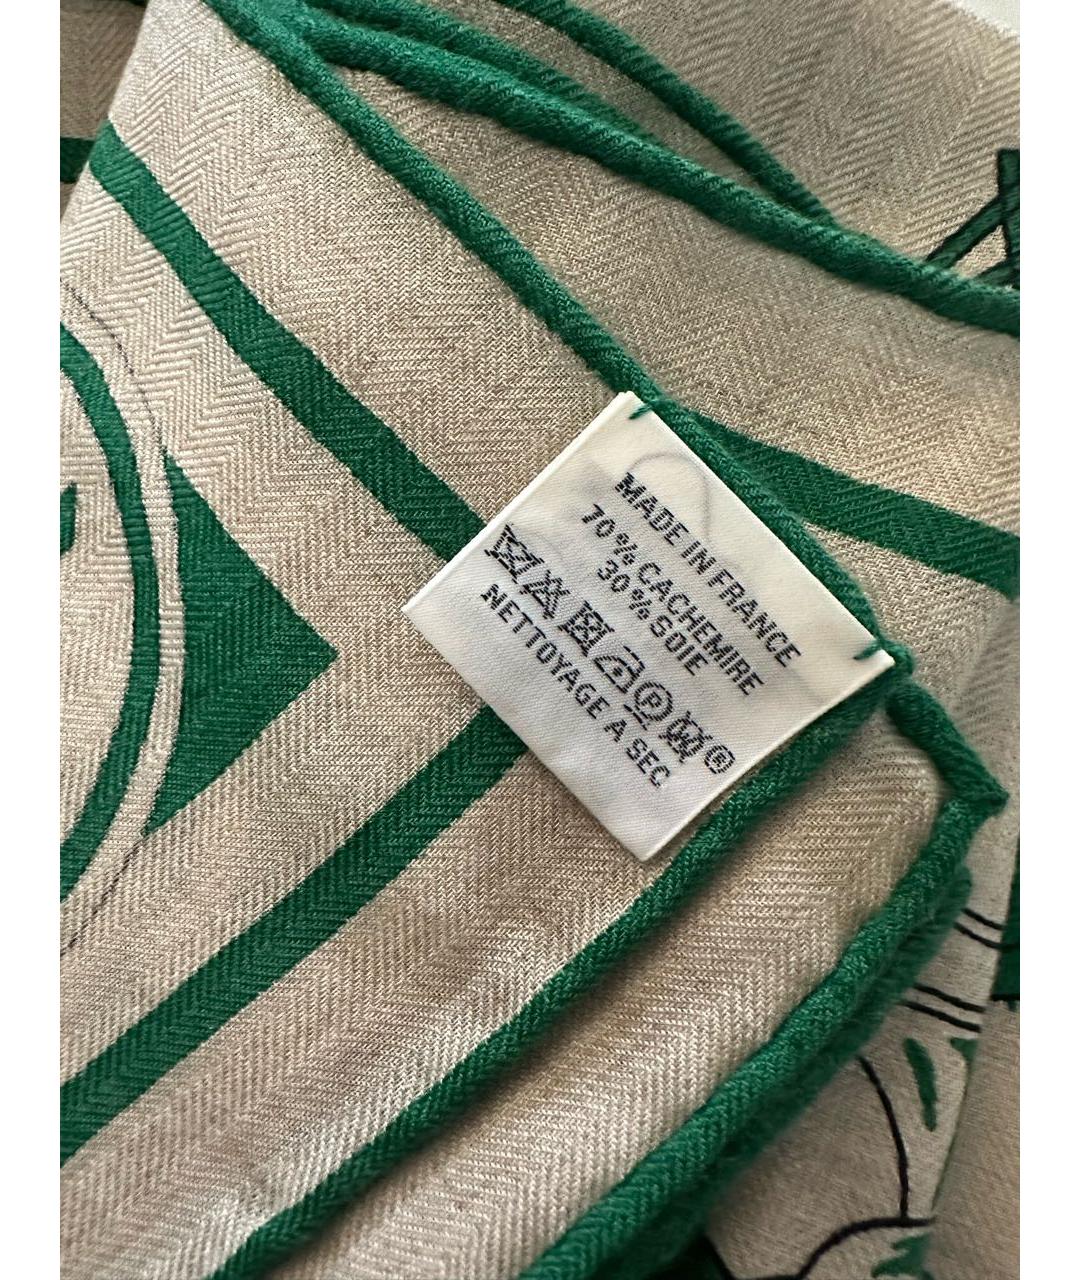 MADE IN FRANCE
70% CACHEMIRE
30% SOIE
P W ®
NETTOYAGE A SEC